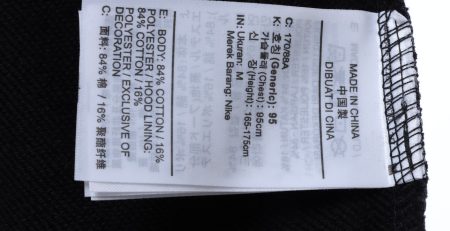 MADE IN CHINA
中国製
DIBUAT DI CINA
C: 170/88A
K: 호칭 (Generic): 95
가슴둘레 (Chest) : 95cm
신 장(Height) : 165-175cm
IN: Ukuran: M
Merek Barang: Nike
E: BODY: 84% COTTON / 16%
POLYESTER / HOOD LINING:
84% COTTON / 16%
POLYESTER / EXCLUSIVE OF
DECORATION
C: 面料: 84% 棉 / 16% 聚酯纤维